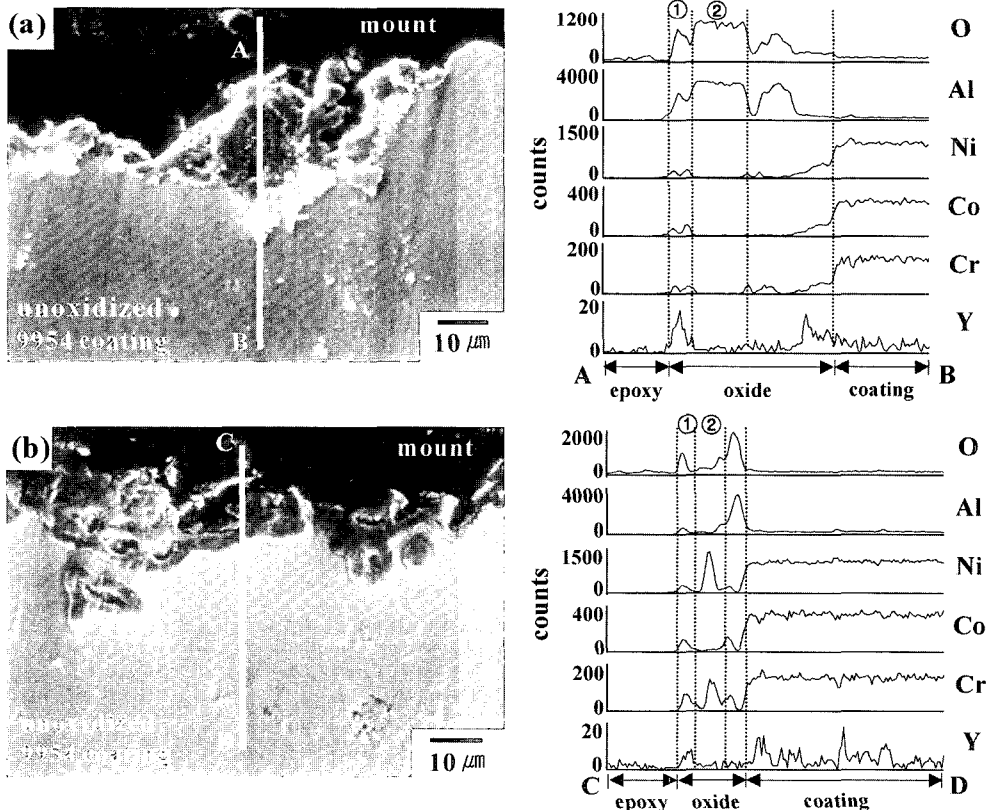 (a)
mount
A
unoxidized
9954 coating
B
10 μm
counts
① ②
1200
0
O
4000
0
Al
1500
0
Ni
400
0
Co
200
0
Cr
20
0
Y
A
B
epoxy
oxide
coating
(b)
C
mount
10 μm
counts
① ②
2000
0
O
4000
0
Al
1500
0
Ni
400
0
Co
200
0
Cr
20
0
Y
C
D
epoxy
oxide
coating